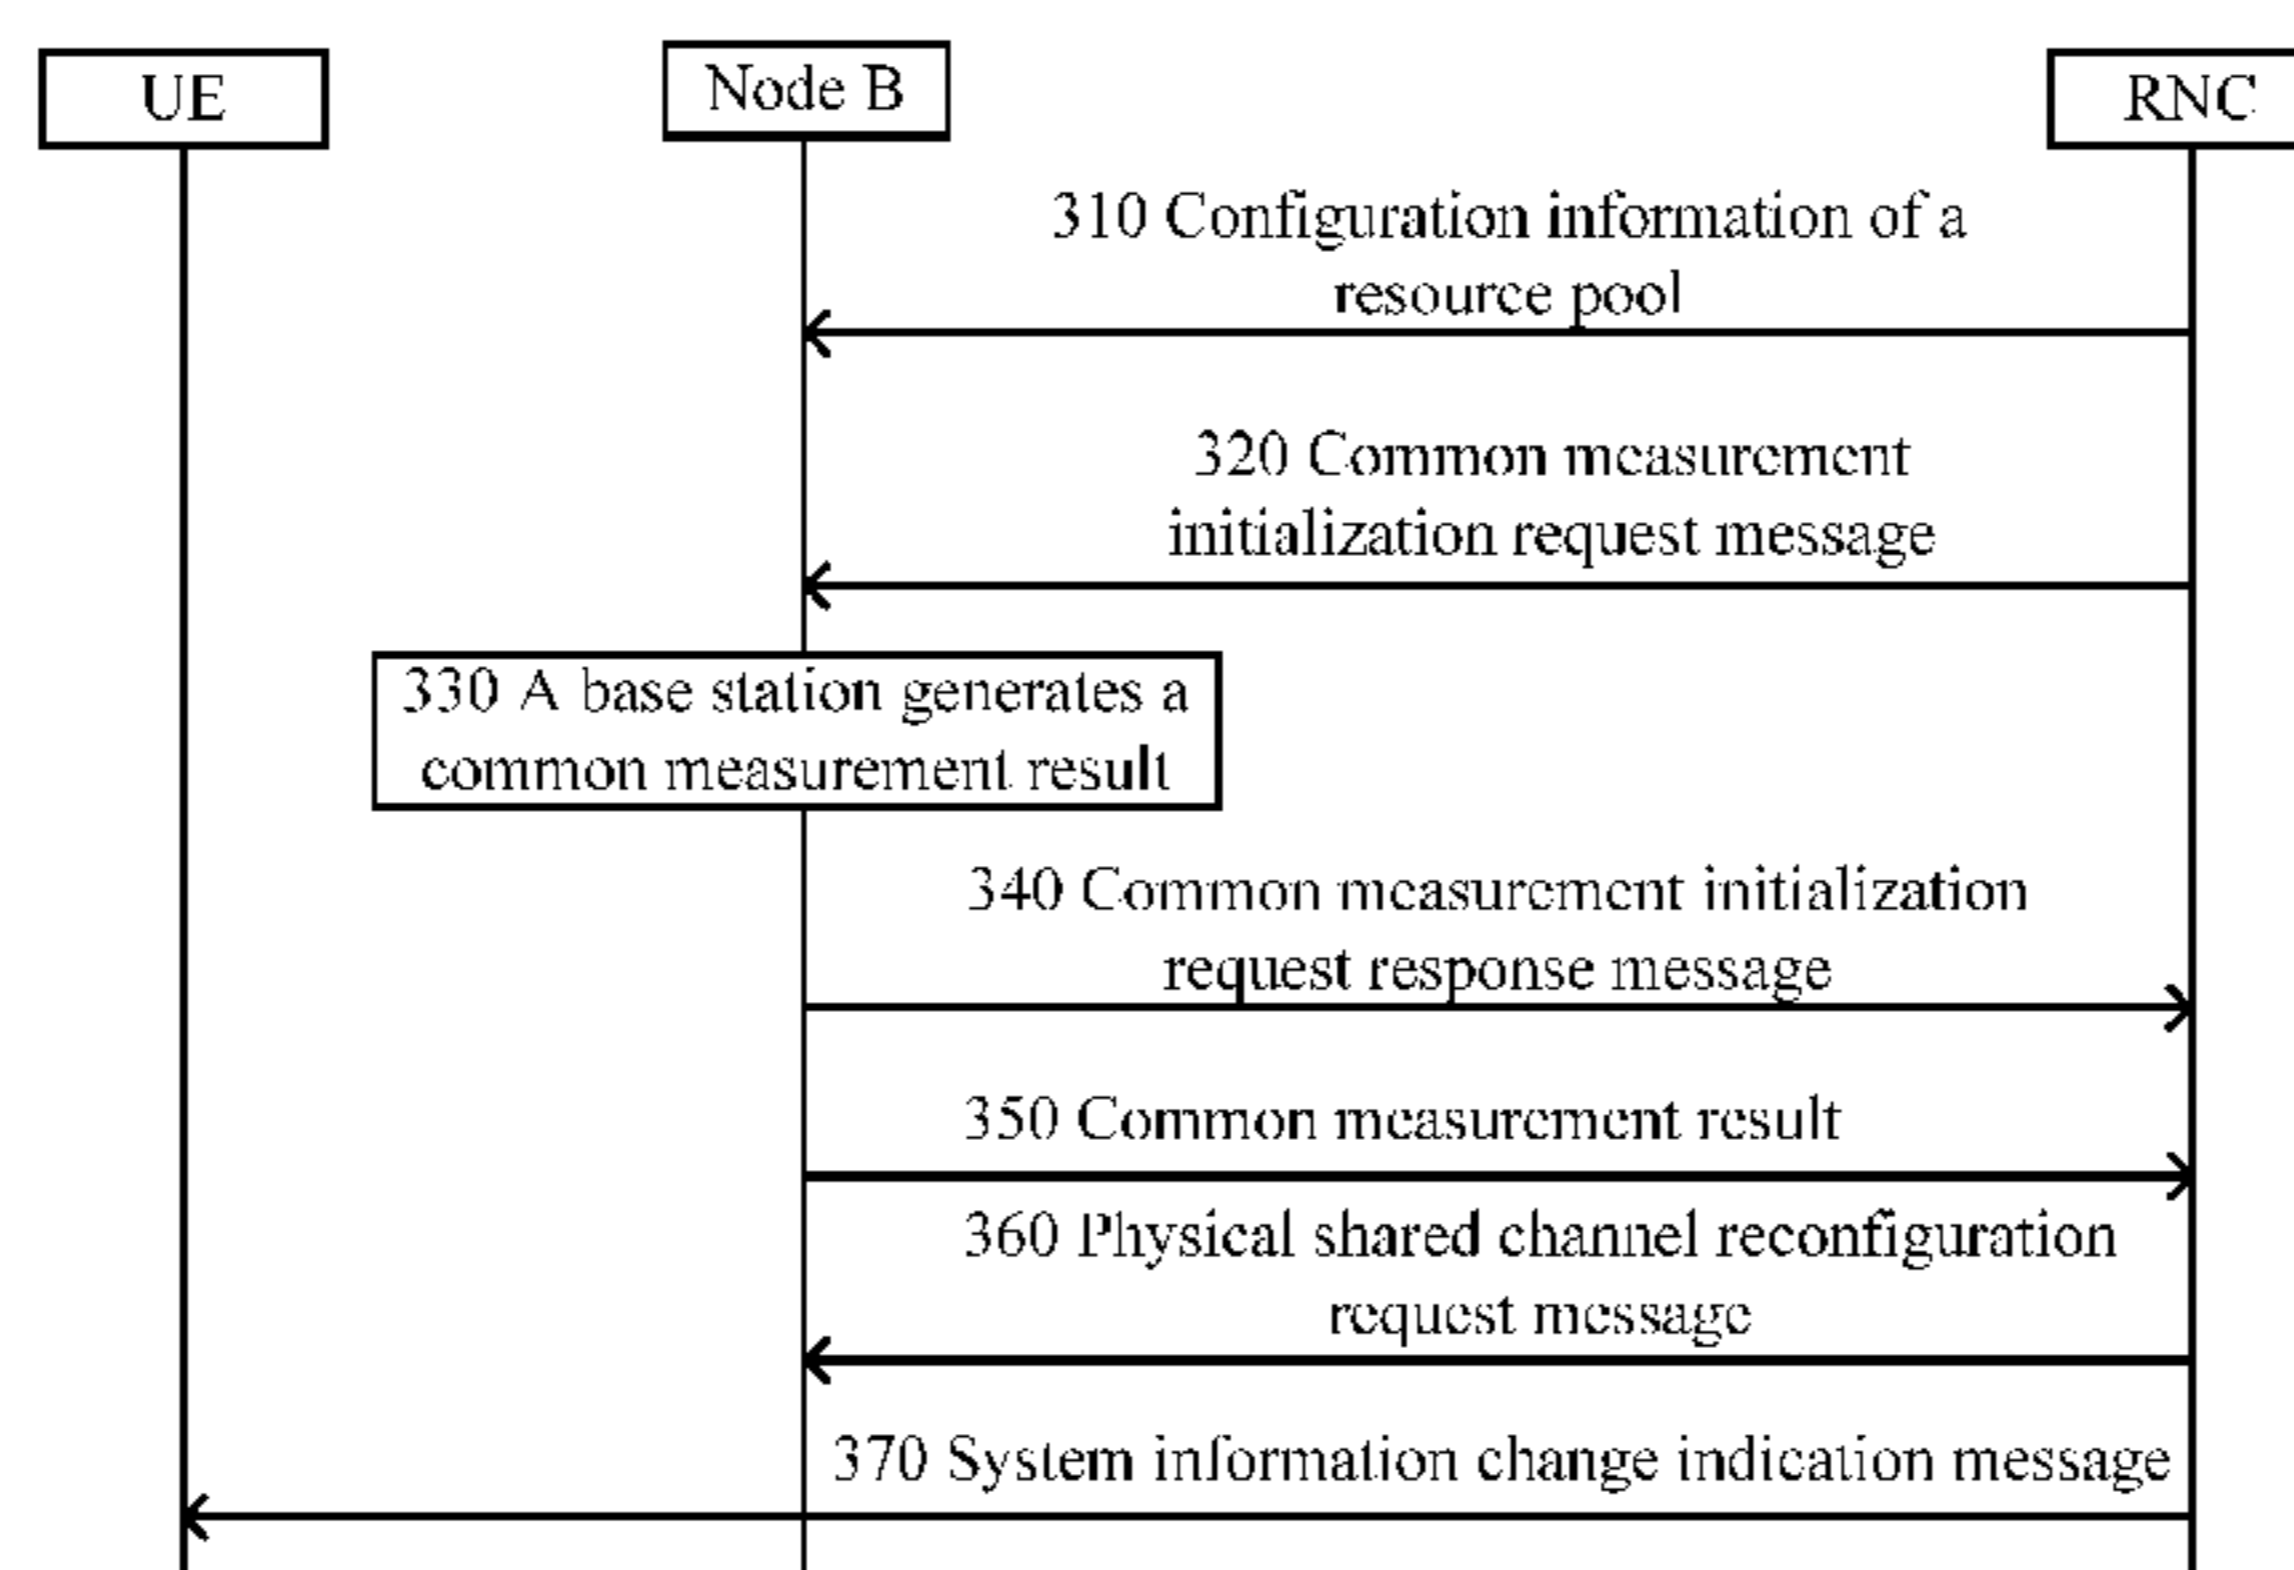 UE
Node B
RNC
310 Configuration information of a
resource pool
320 Common measurement
initialization request message
330 A base station generates a
common measurement result
340 Common measurement initialization
request response message
350 Common measurement result
360 Physical shared channel reconfiguration
request message
370 System information change indication message